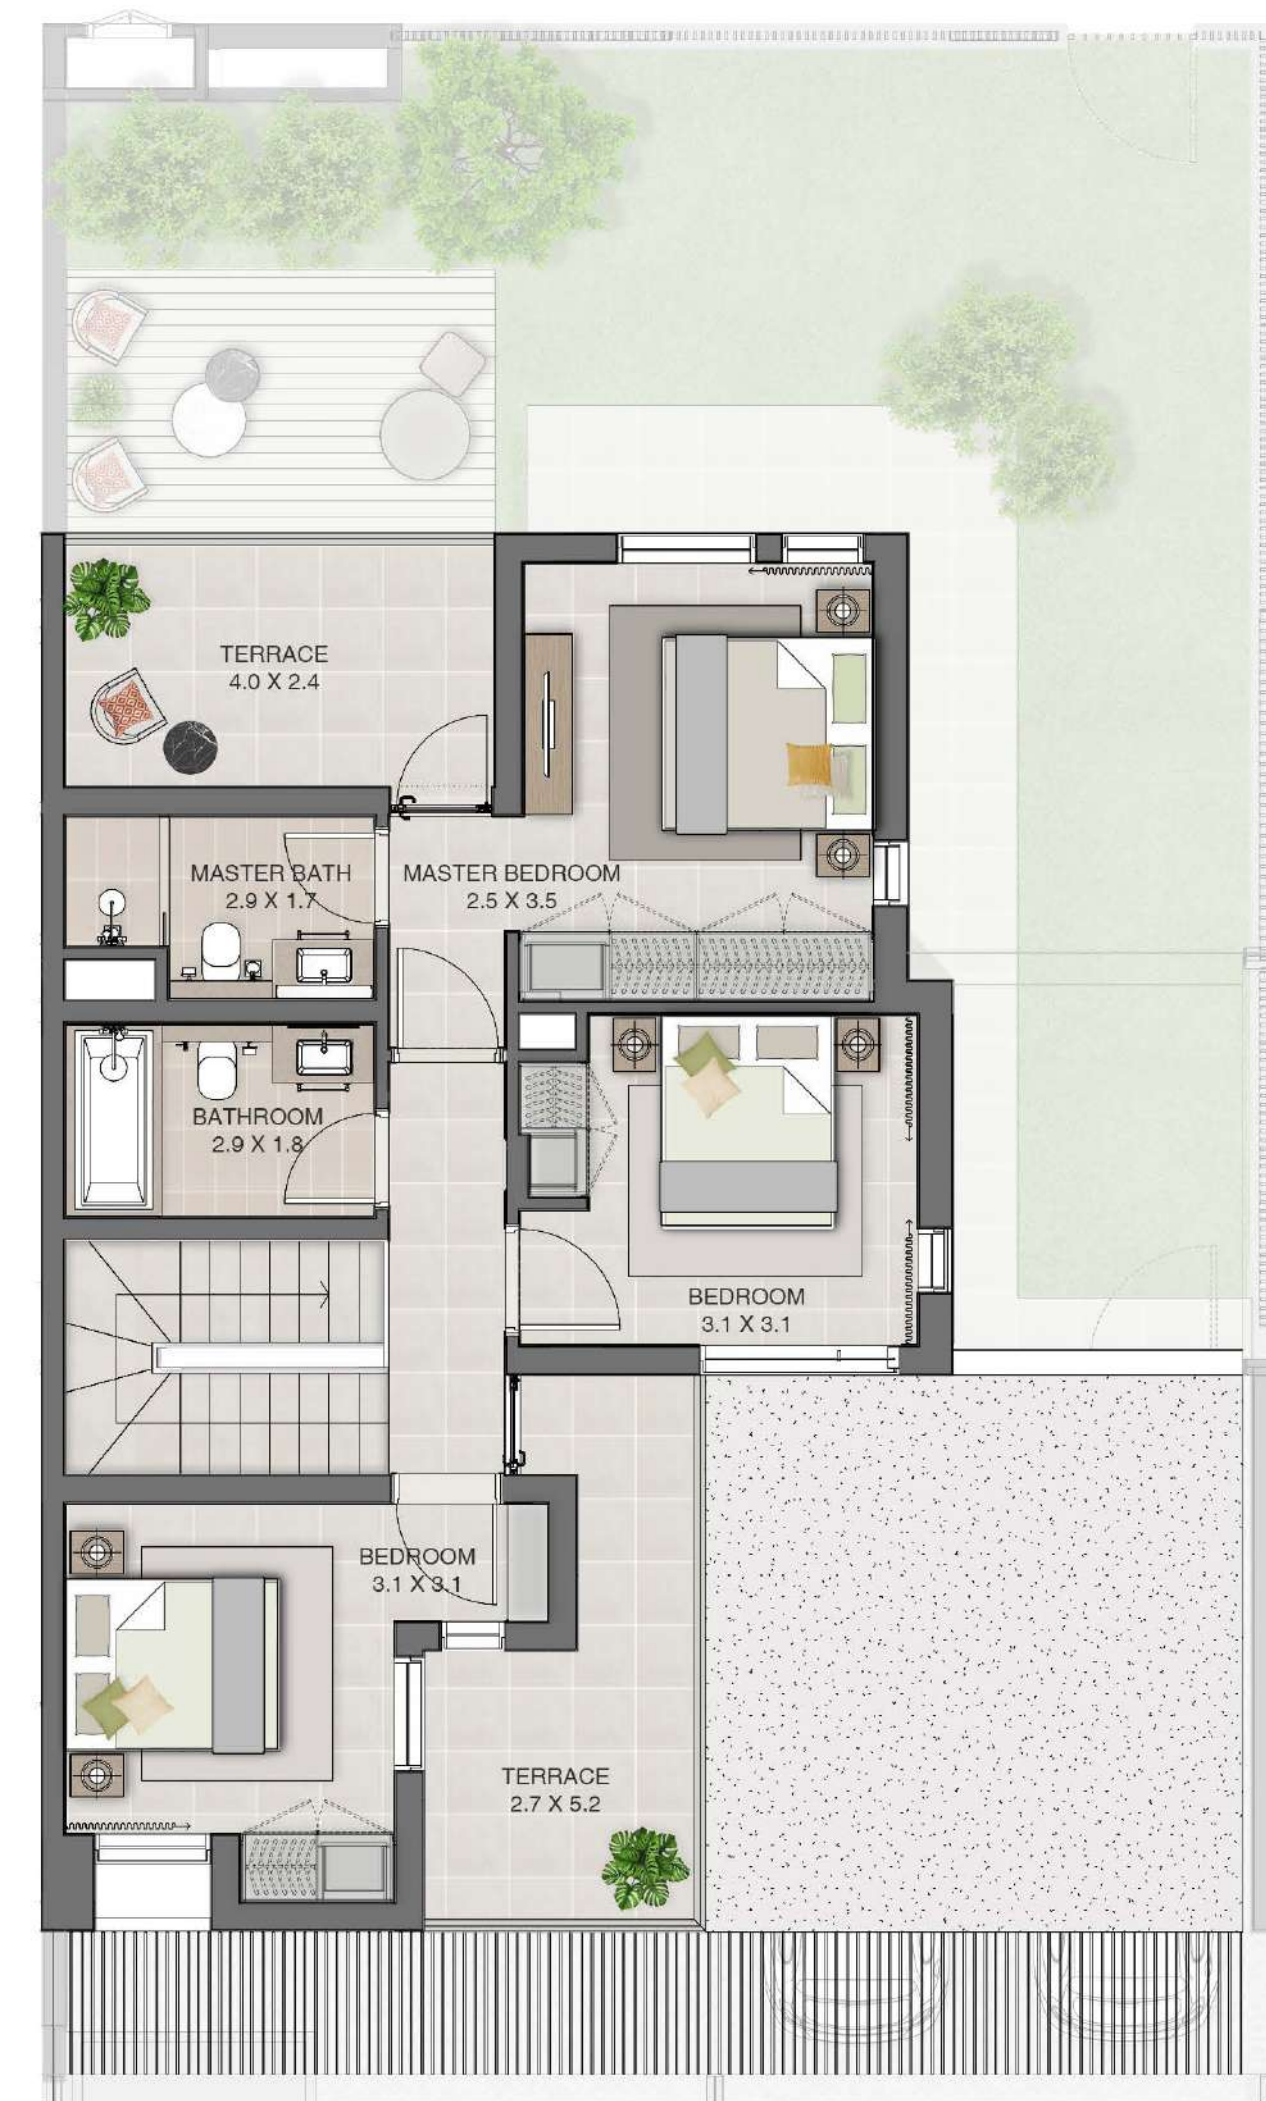 TERRACE
4.0 X 2.4
MASTER BATH
2.9 X 1.7
MASTER BEDROOM
2.5 X 3.5
BATHROOM
2.9 X 1.8
BEDROOM
3.1 X 3.1
BEDROOM
3.1 X 3.1
TERRACE
2.7 X 5.2